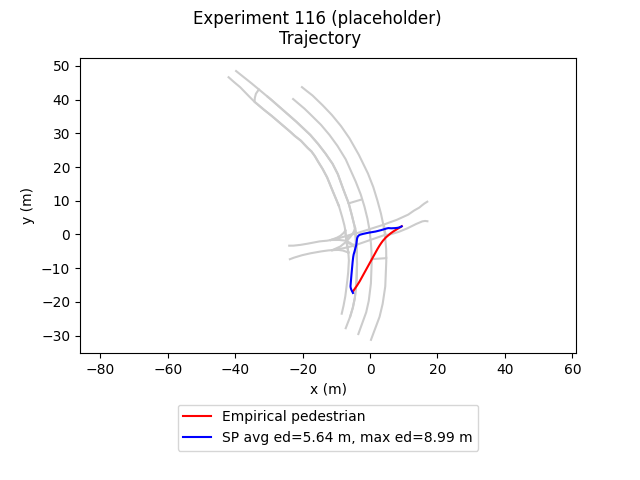 Experiment 116 (placeholder)
Trajectory
50
40
30
20
10
0
−10
−20
−30
y (m)
−80 −60 −40 −20 0 20 40 60
x (m)
Empirical pedestrian
SP avg ed=5.64 m, max ed=8.99 m